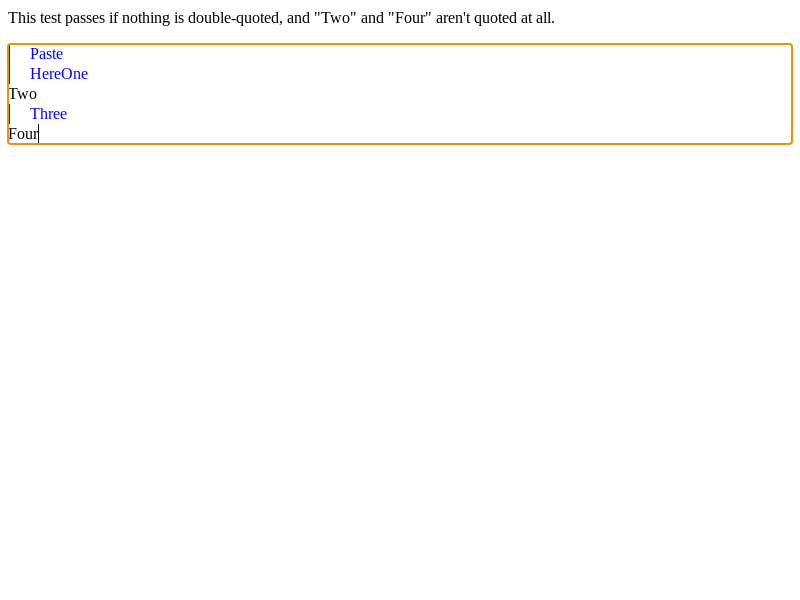 This test passes if nothing is double-quoted, and "Two" and "Four" aren't quoted at all.
Paste
HereOne
Two
Three
Four